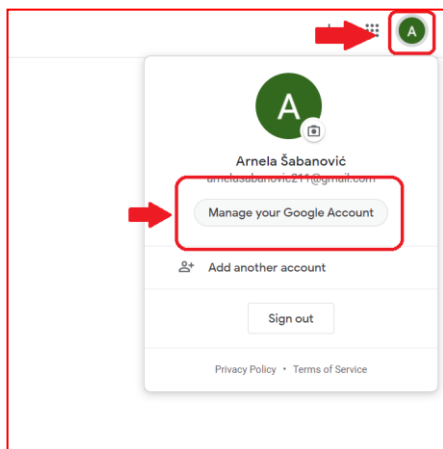 A
A
Arnela Šabanović
arnelasabanovic211@gmail.com
Manage your Google Account
Add another account
Sign out
Privacy Policy • Terms of Service